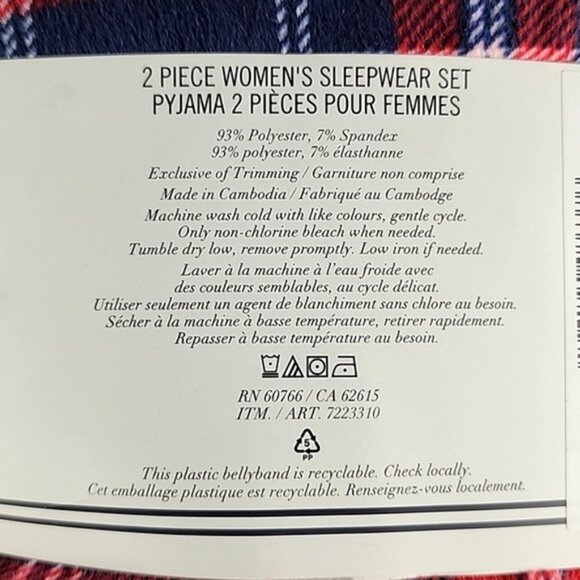 2 PIECE WOMEN'S SLEEPWEAR SET
PYJAMA 2 PIÈCES POUR FEMMES
93% Polyester, 7% Spandex
93% polyester, 7% élasthanne
Exclusive of Trimming / Garniture non comprise
Made in Cambodia / Fabriqué au Cambodge
Machine wash cold with like colours, gentle cycle.
Only non-chlorine bleach when needed.
Tumble dry low, remove promptly. Low iron if needed.
Laver à la machine à l'eau froide avec
des couleurs semblables, au cycle délicat.
Utiliser seulement un agent de blanchiment sans chlore au besoin.
Sécher à la machine à basse température, retirer rapidement.
Repasser à basse température au besoin.
RN 60766 / CA 62615
ITM. / ART. 7223310
5
PP
This plastic bellyband is recyclable. Check locally.
Cet emballage plastique est recyclable. Renseignez-vous localement.